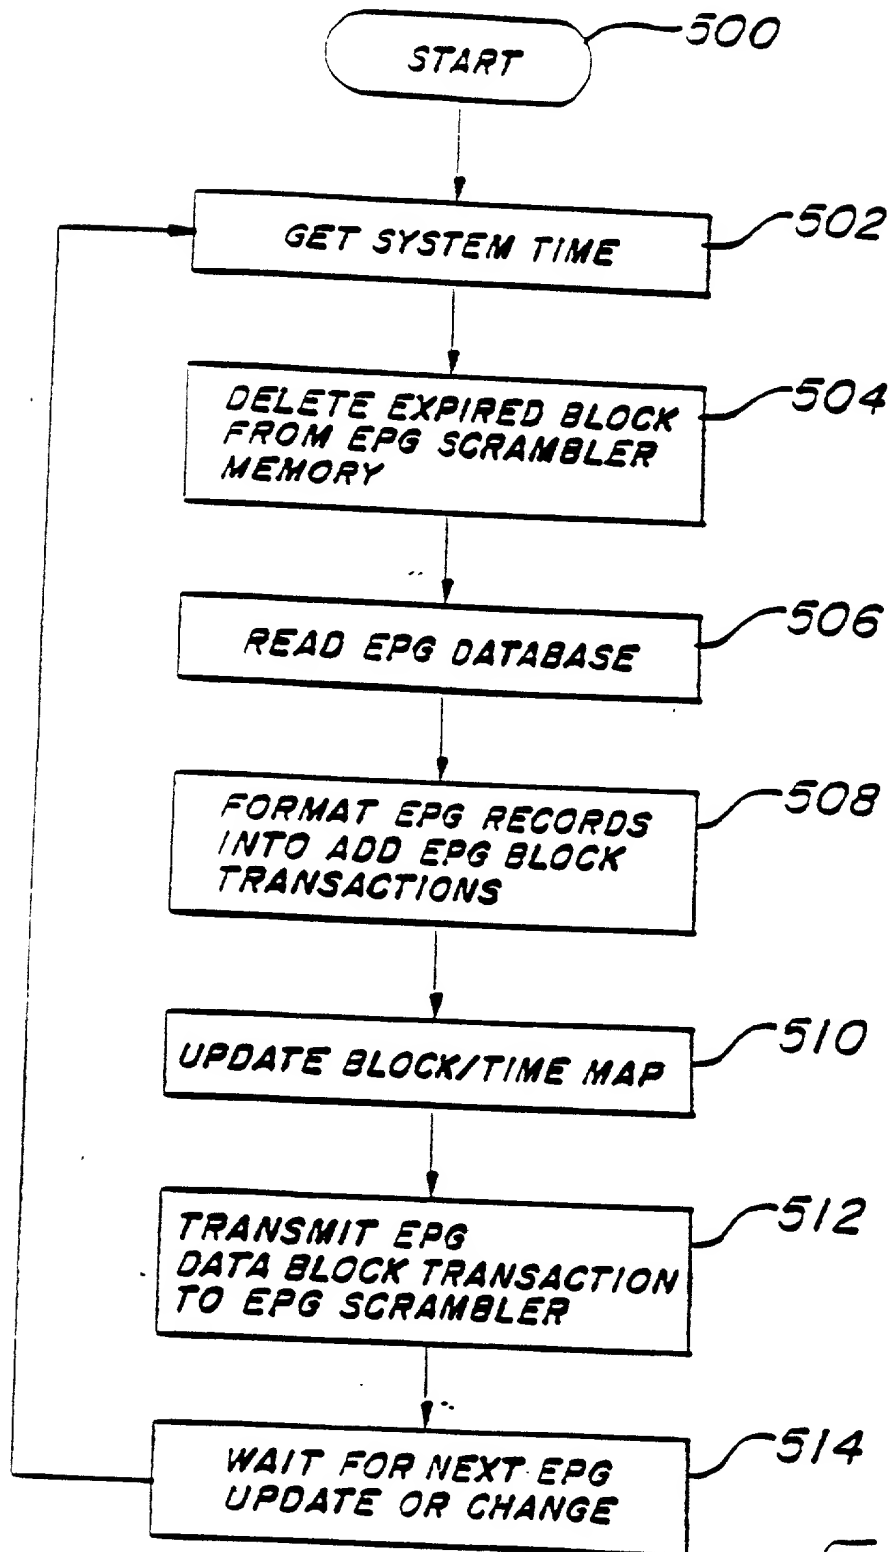 START
500
GET SYSTEM TIME
502
DELETE EXPIRED BLOCK
FROM EPG SCRAMBLER
MEMORY
504
READ EPG DATABASE
506
FORMAT EPG RECORDS
INTO ADD EPG BLOCK
TRANSACTIONS
508
UPDATE BLOCK/TIME MAP
510
TRANSMIT EPG
DATA BLOCK TRANSACTION
TO EPG SCRAMBLER
512
WAIT FOR NEXT EPG
UPDATE OR CHANGE
514